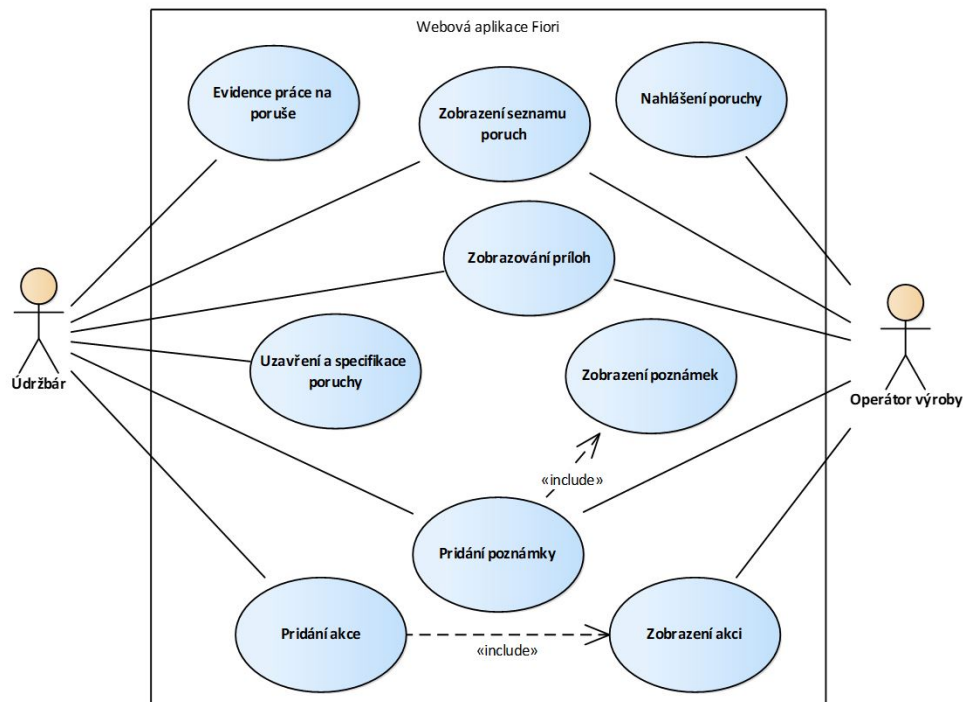 Webová aplikace Fiori
Evidence práce na
poruše
Zobrazení seznamu
poruch
Nahlášení poruchy
Zobrazování príloh
Uzavření a specifikace
poruchy
Zobrazení poznámek
Údržbár
Operátor výroby
«include»
Pridání poznámky
Pridání akce
«include»
Zobrazení akci